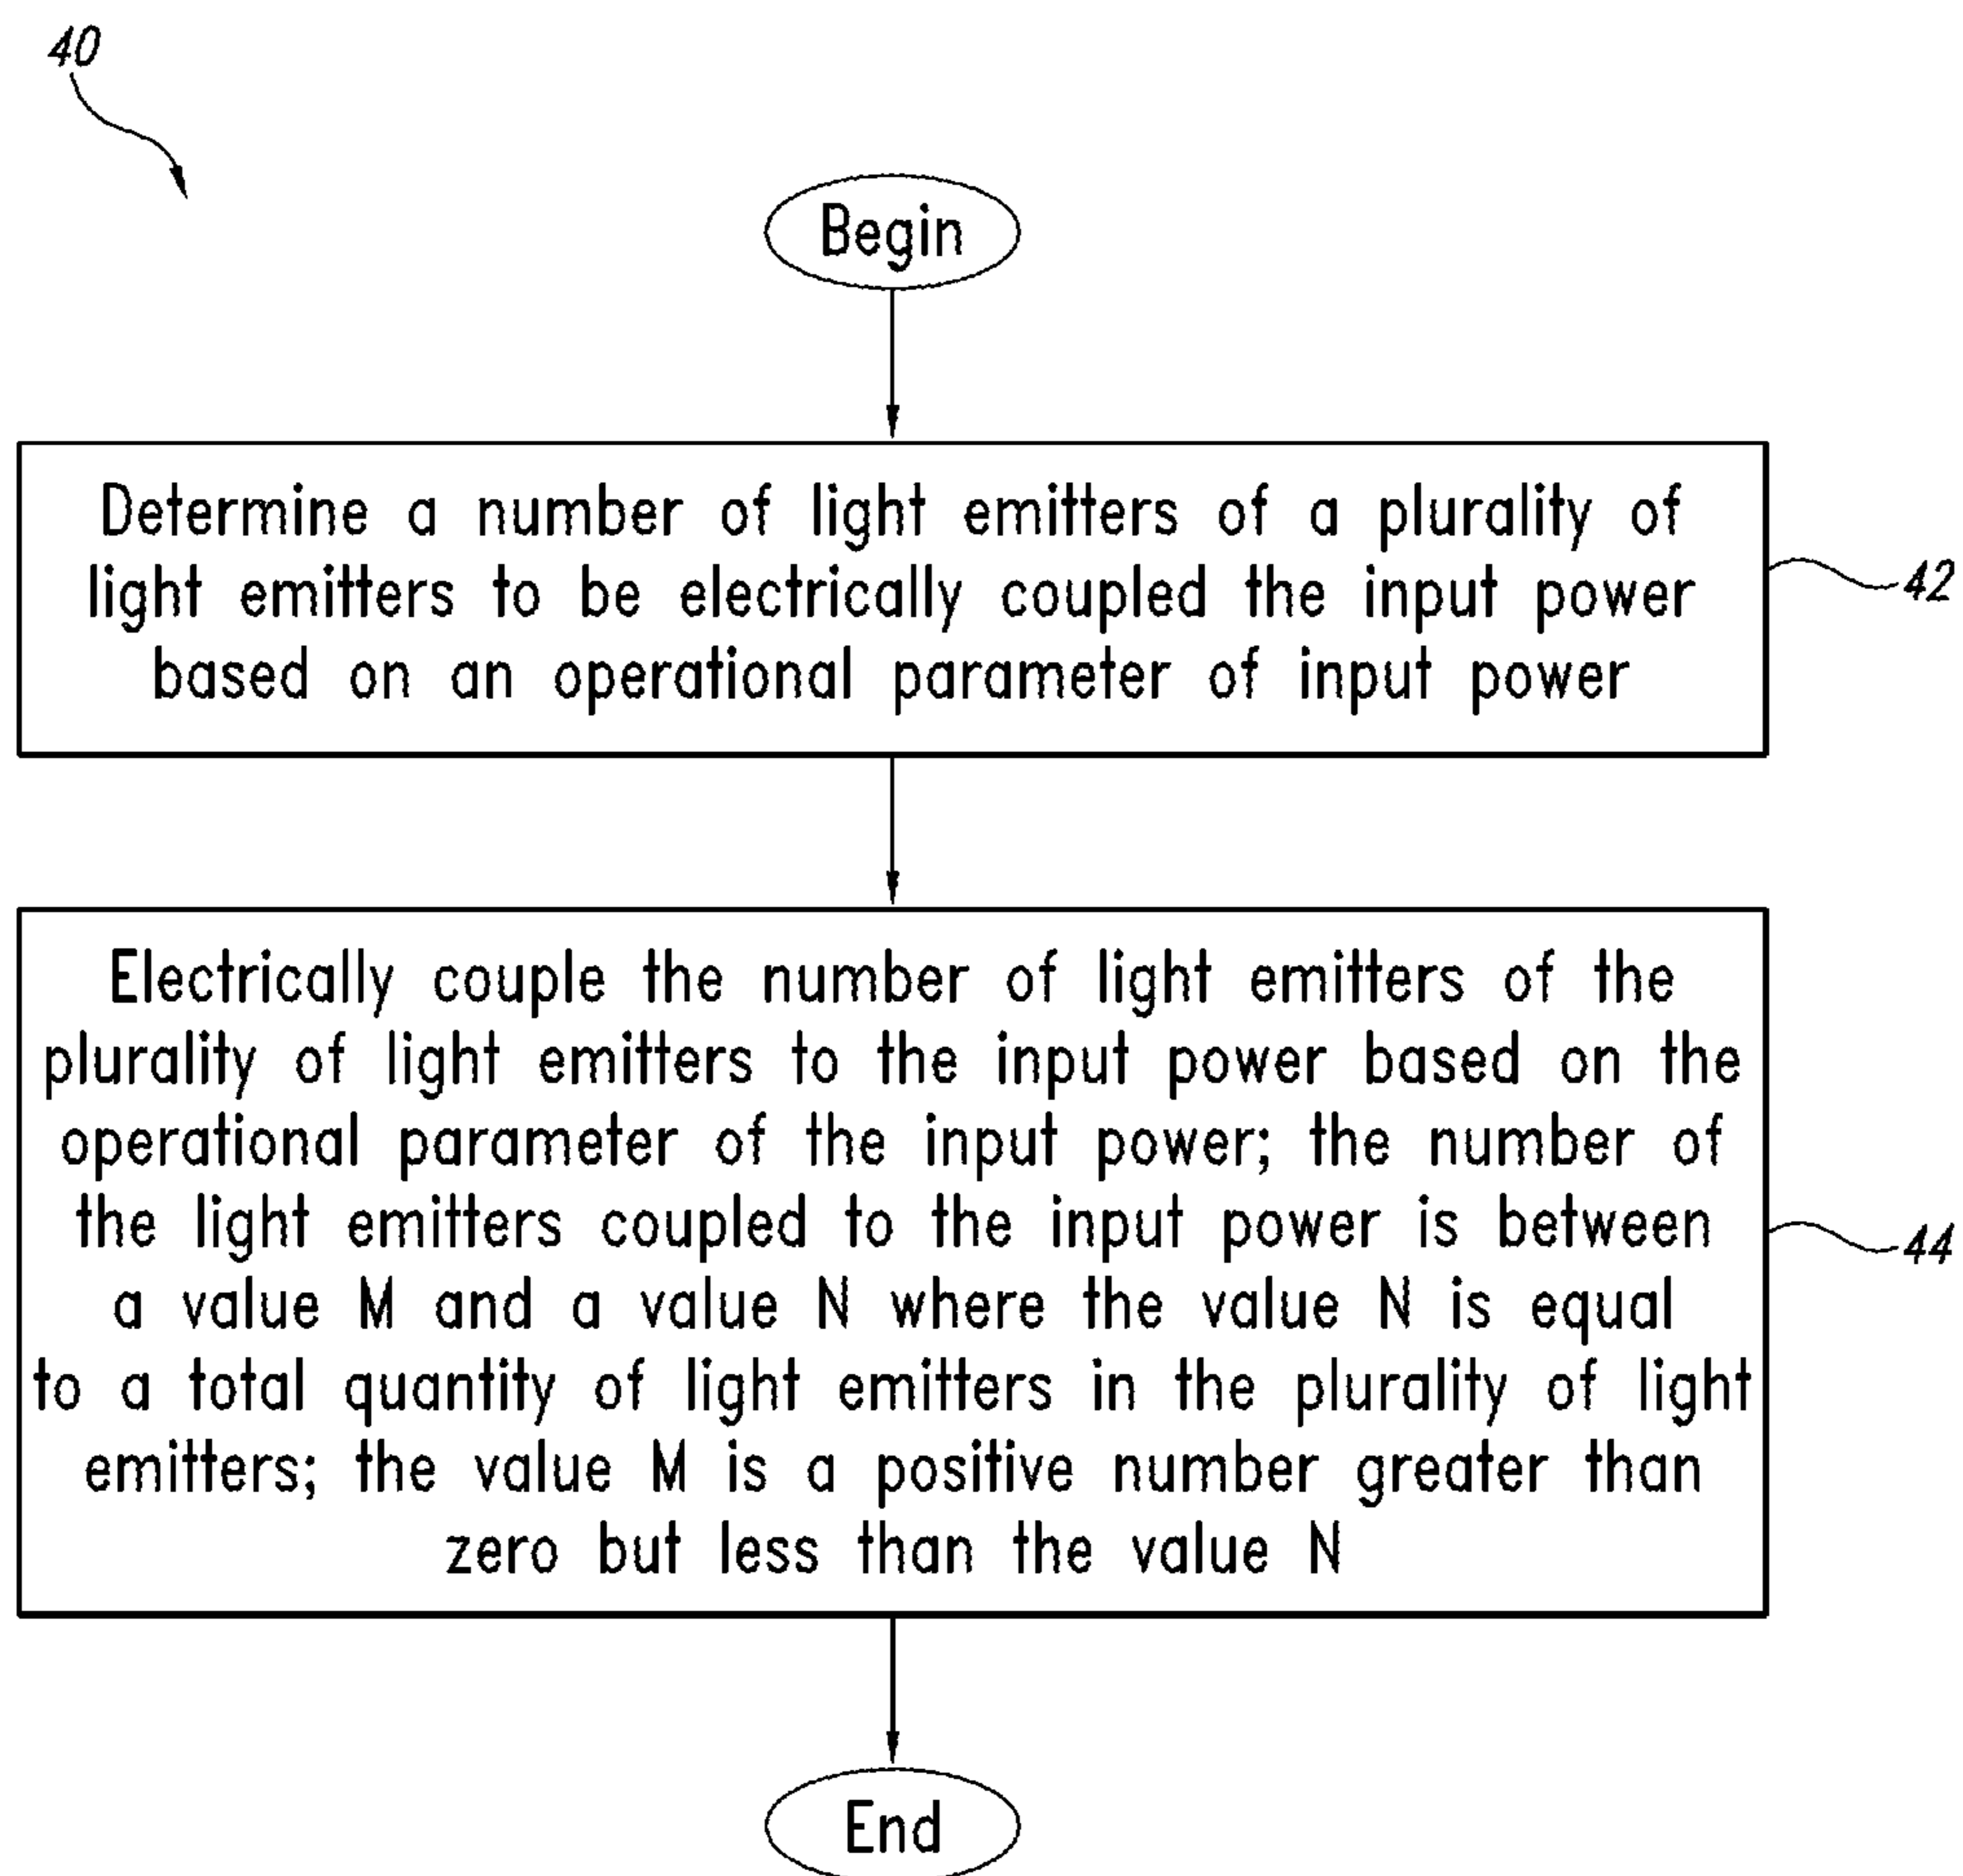 40
Begin
Determine a number of light emitters of a plurality of
light emitters to be electrically coupled the input power
based on an operational parameter of input power
42
Electrically couple the number of light emitters of the
plurality of light emitters to the input power based on the
operational parameter of the input power; the number of
the light emitters coupled to the input power is between
a value M and a value N where the value N is equal
to a total quantity of light emitters in the plurality of light
emitters; the value M is a positive number greater than
zero but less than the value N
44
End